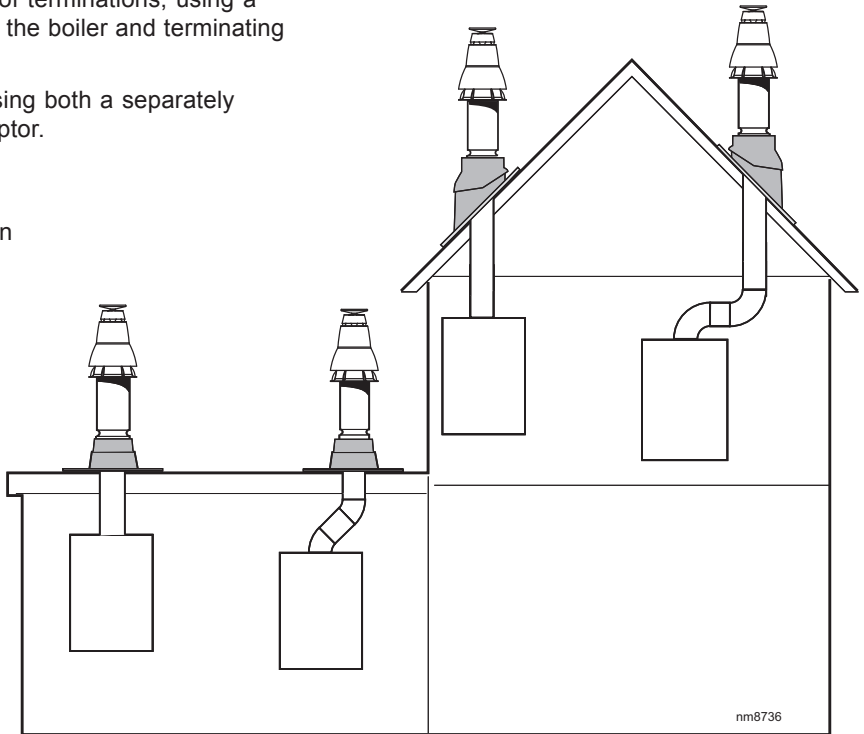 or terminations, using a
the boiler and terminating
sing both a separately
ptor.
n
nm8736